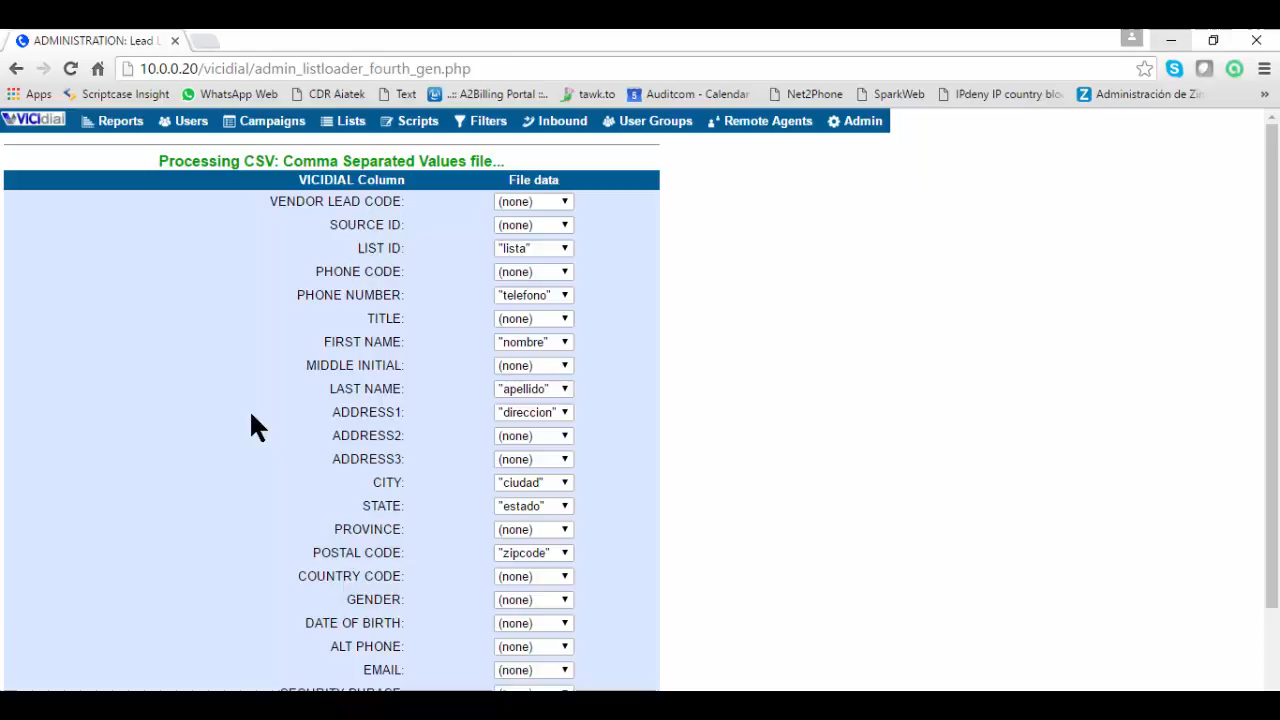 ADMINISTRATION: Lead L
10.0.0.20/vicidial/admin_listloader_fourth_gen.php
Apps Scriptcase Insight WhatsApp Web CDR Aiatek Text ..:: A2Billing Portal ::.. tawk.to 5 Auditcom - Calendar Net2Phone SparkWeb IPdeny IP country blo Z Administración de Zi »
VICIdial Reports Users Campaigns Lists Scripts Filters Inbound User Groups Remote Agents Admin
Processing CSV: Comma Separated Values file...
VICIDIAL Column File data
VENDOR LEAD CODE: (none)
SOURCE ID: (none)
LIST ID: "lista"
PHONE CODE: (none)
PHONE NUMBER: "telefono"
TITLE: (none)
FIRST NAME: "nombre"
MIDDLE INITIAL: (none)
LAST NAME: "apellido"
ADDRESS1: "direccion"
ADDRESS2: (none)
ADDRESS3: (none)
CITY: "ciudad"
STATE: "estado"
PROVINCE: (none)
POSTAL CODE: "zipcode"
COUNTRY CODE: (none)
GENDER: (none)
DATE OF BIRTH: (none)
ALT PHONE: (none)
EMAIL: (none)